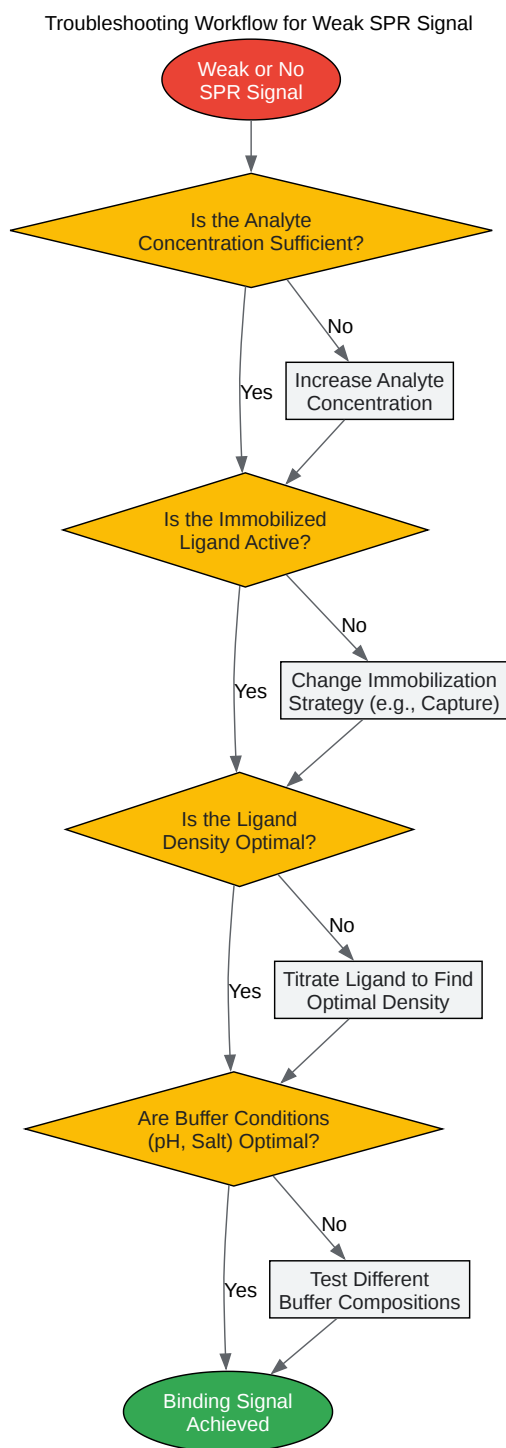 Troubleshooting Workflow for Weak SPR Signal
Weak or No
SPR Signal
Is the Analyte
Concentration Sufficient?
No
Increase Analyte
Concentration
Yes
Is the Immobilized
Ligand Active?
No
Change Immobilization
Strategy (e.g., Capture)
Yes
Is the Ligand
Density Optimal?
No
Titrate Ligand to Find
Optimal Density
Yes
Are Buffer Conditions
(pH, Salt) Optimal?
No
Test Different
Buffer Compositions
Yes
Binding Signal
Achieved